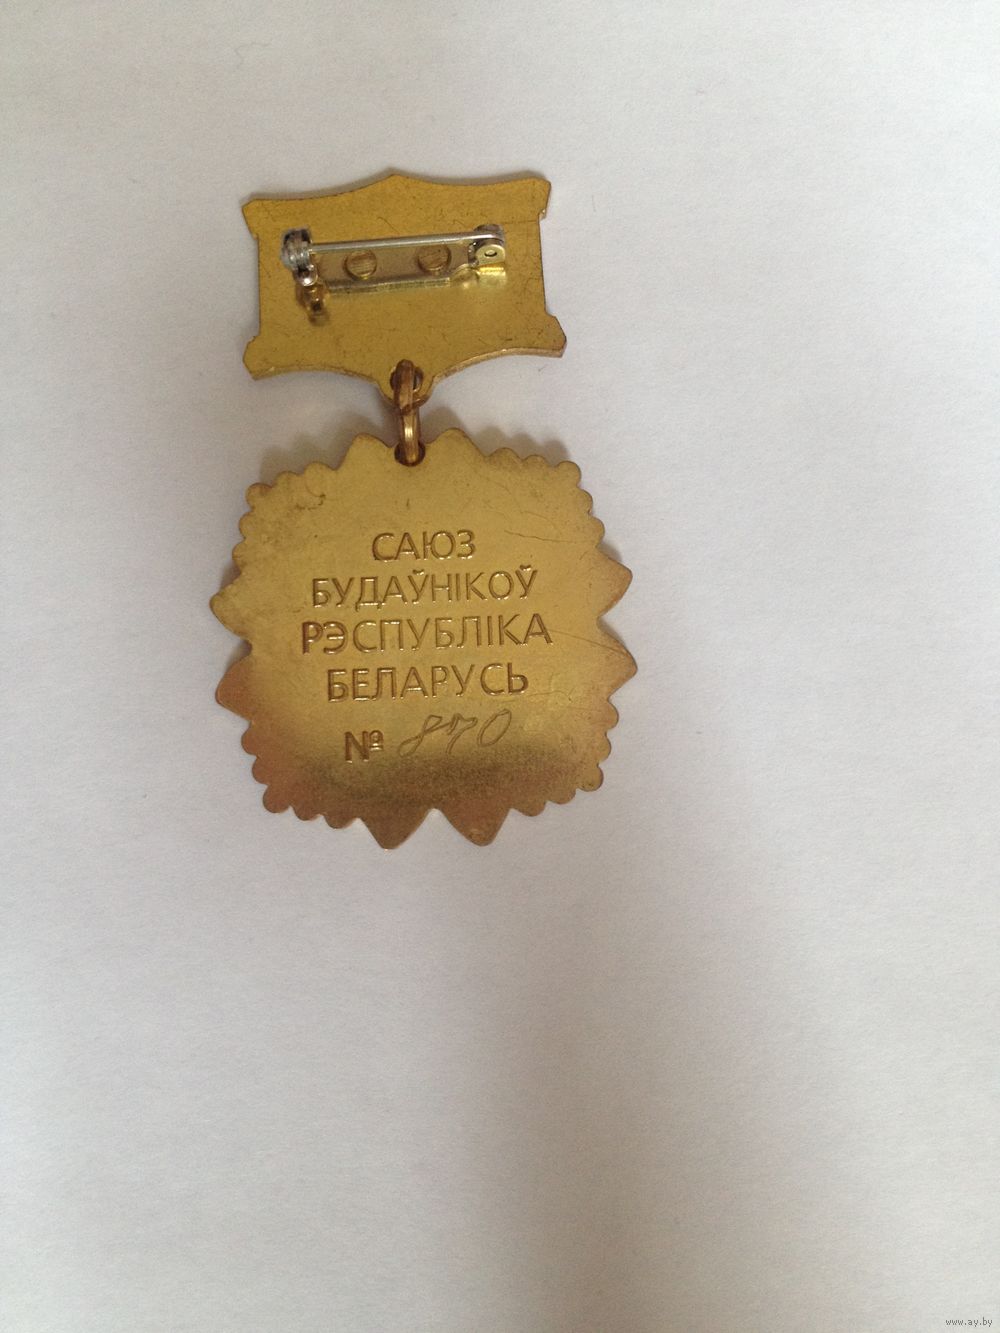 САЮЗ
БУДАЎНІКОЎ
РЭСПУБЛІКА
БЕЛАРУСЬ
№ 870
www.ay.by